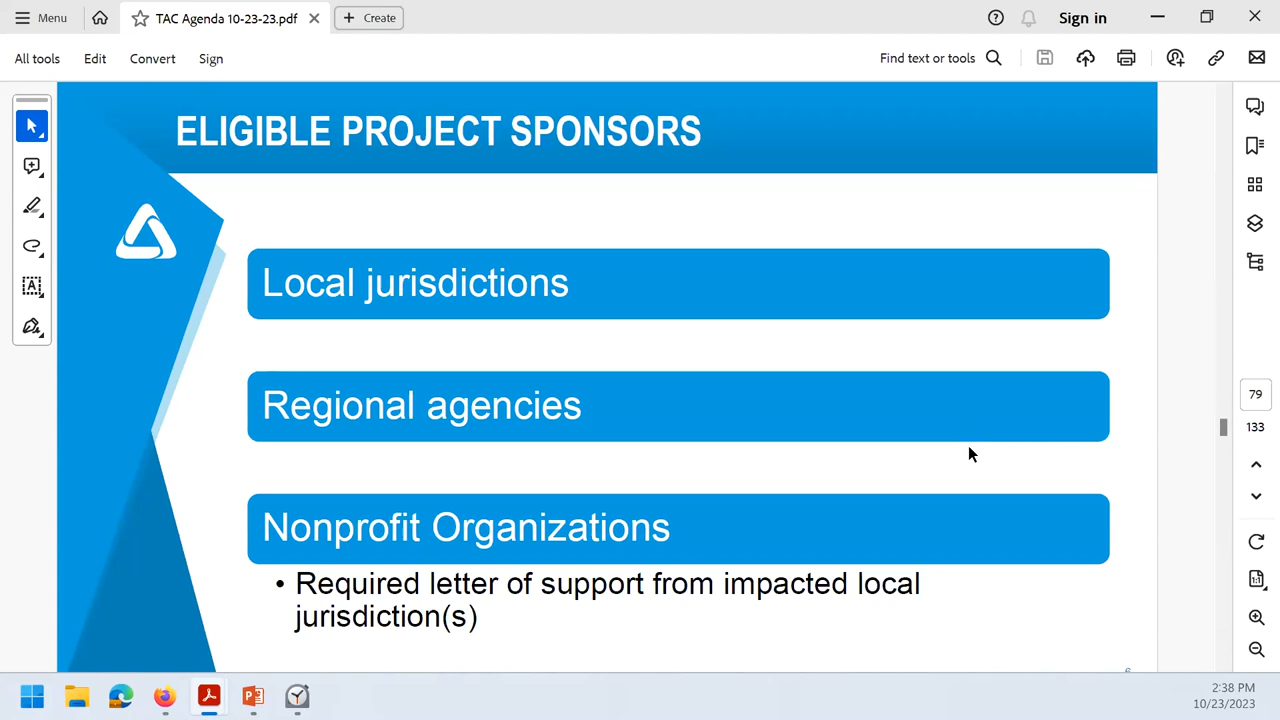 Menu
TAC Agenda 10-23-23.pdf
Create
Sign in
All tools
Edit
Convert
Sign
Find text or tools
ELIGIBLE PROJECT SPONSORS
Local jurisdictions
Regional agencies
Nonprofit Organizations
• Required letter of support from impacted local
jurisdiction(s)
79
133
1:1
2:38 PM
10/23/2023